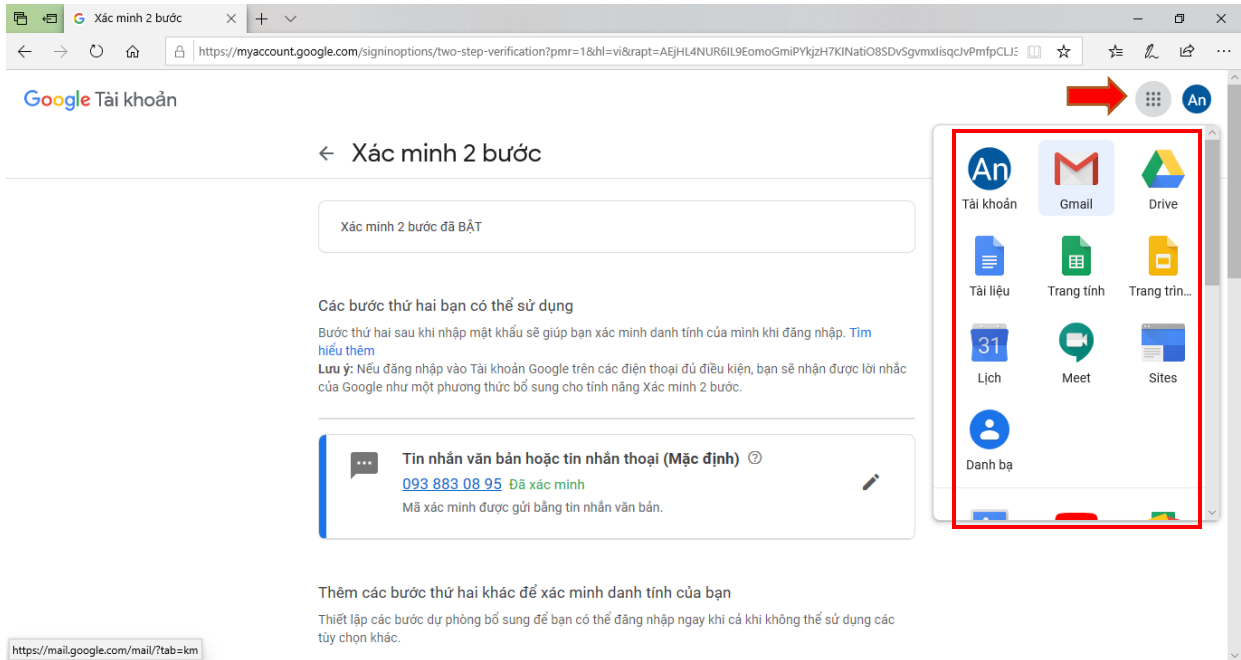 Xác minh 2 bước
https://myaccount.google.com/signinoptions/two-step-verification?pmr=1&hl=vi&rapt=AEjHL4NUR6IL9EomoGmiPYkjzH7KINatiO8SDvSgvmxIisqcJvPmfpCLJE
Google Tài khoản
An
Xác minh 2 bước
Xác minh 2 bước đã BẬT
Các bước thứ hai bạn có thể sử dụng
Bước thứ hai sau khi nhập mật khẩu sẽ giúp bạn xác minh danh tính của mình khi đăng nhập. Tìm
hiểu thêm
Lưu ý: Nếu đăng nhập vào Tài khoản Google trên các điện thoại đủ điều kiện, bạn sẽ nhận được lời nhắc
của Google như một phương thức bổ sung cho tính năng Xác minh 2 bước.
Tin nhắn văn bản hoặc tin nhắn thoại (Mặc định)
093 883 08 95 Đã xác minh
Mã xác minh được gửi bằng tin nhắn văn bản.
Thêm các bước thứ hai khác để xác minh danh tính của bạn
Thiết lập các bước dự phòng bổ sung để bạn có thể đăng nhập ngay khi cả khi không thể sử dụng các
tùy chọn khác.
An
Tài khoản Gmail Drive
Tài liệu Trang tính Trang trìn...
31
Lịch Meet Sites
Danh bạ
https://mail.google.com/mail/?tab=km